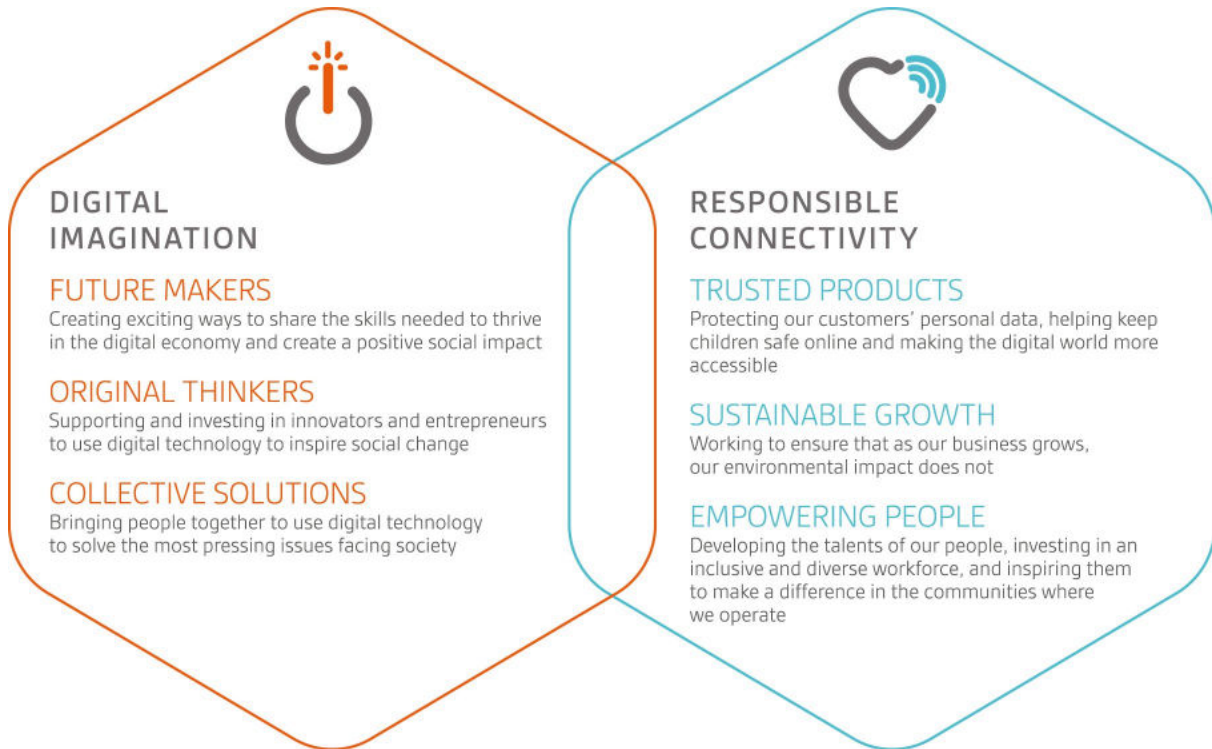 DIGITAL
IMAGINATION
FUTURE MAKERS
Creating exciting ways to share the skills needed to thrive
in the digital economy and create a positive social impact
ORIGINAL THINKERS
Supporting and investing in innovators and entrepreneurs
to use digital technology to inspire social change
COLLECTIVE SOLUTIONS
Bringing people together to use digital technology
to solve the most pressing issues facing society
RESPONSIBLE
CONNECTIVITY
TRUSTED PRODUCTS
Protecting our customers’ personal data, helping keep
children safe online and making the digital world more
accessible
SUSTAINABLE GROWTH
Working to ensure that as our business grows,
our environmental impact does not
EMPOWERING PEOPLE
Developing the talents of our people, investing in an
inclusive and diverse workforce, and inspiring them
to make a difference in the communities where
we operate